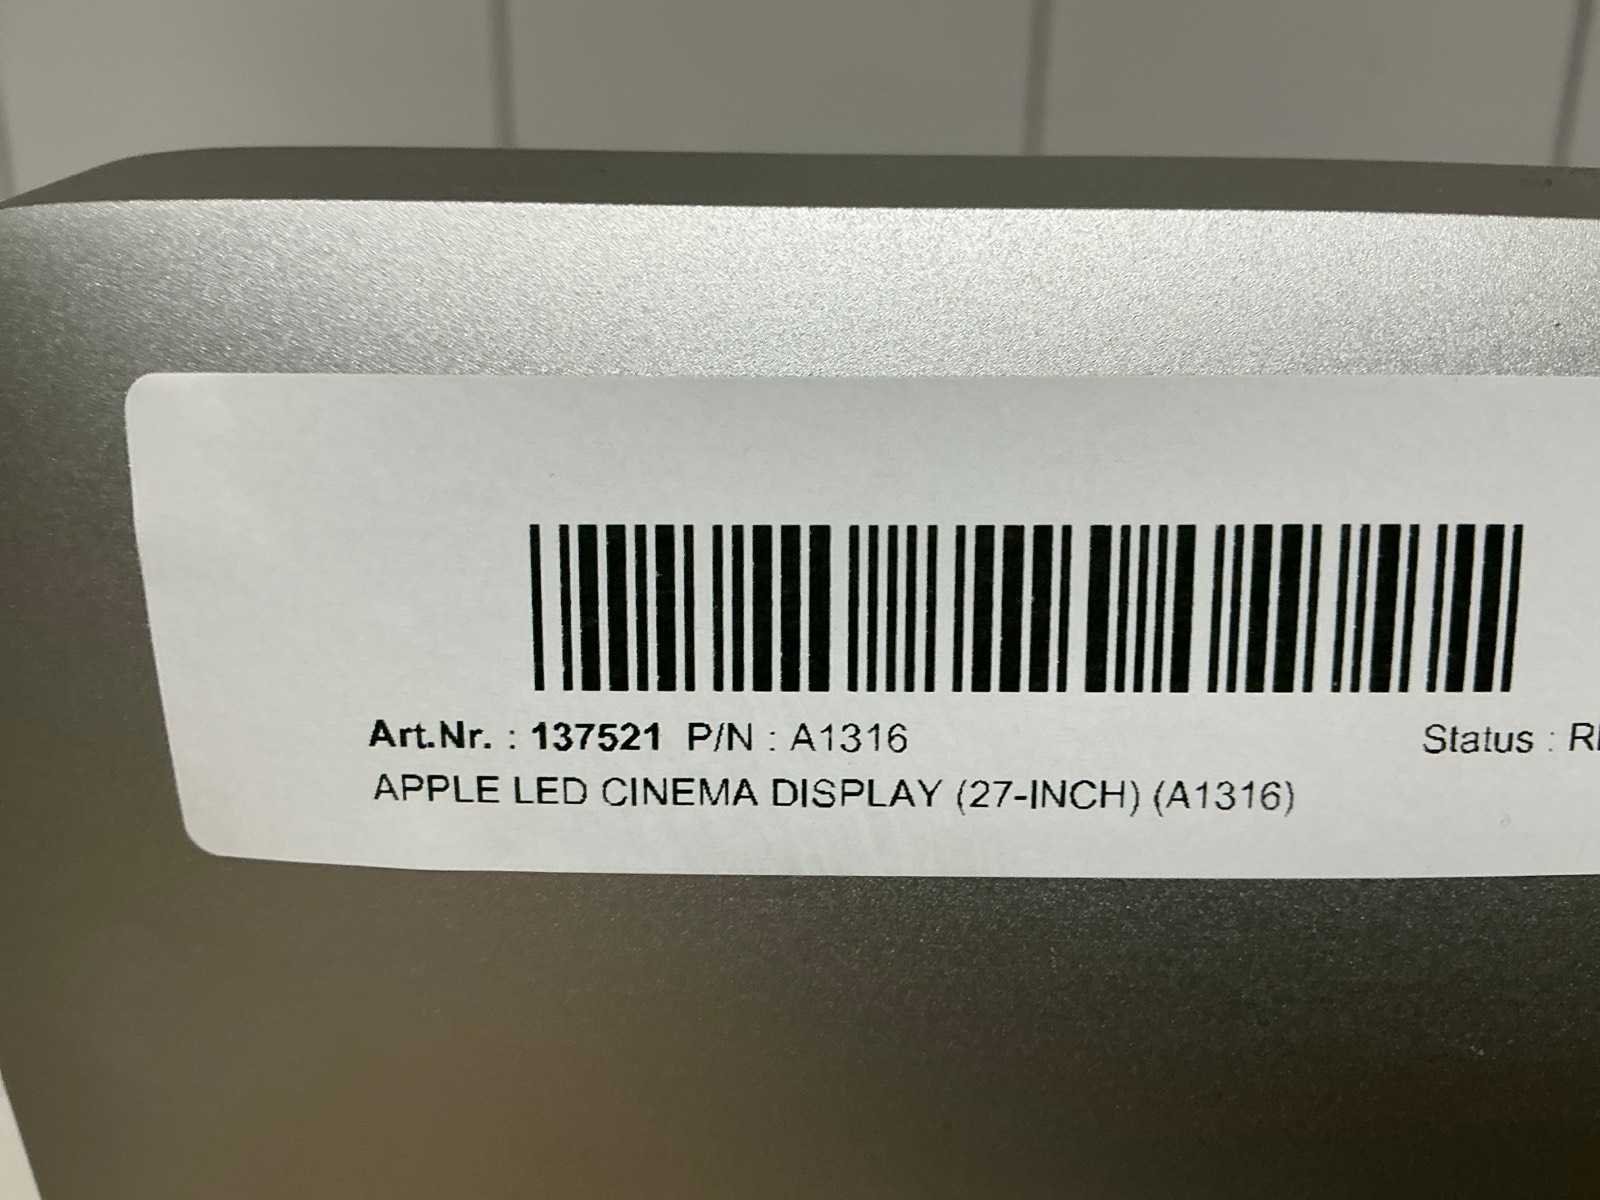 Art.Nr. : 137521 P/N : A1316 Status :
APPLE LED CINEMA DISPLAY (27-INCH) (A1316)